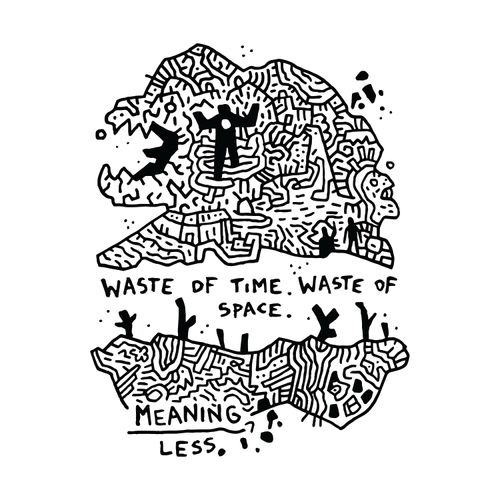 WASTE OF TIME. WASTE OF
SPACE.
MEANING
LESS.